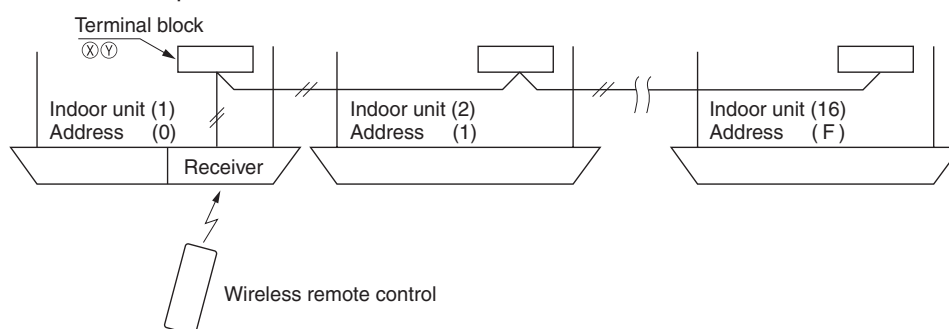 Terminal block
Ⓧ Ⓨ
Indoor unit (1)
Address (0)
Indoor unit (2)
Address (1)
Indoor unit (16)
Address (F)
Receiver
Wireless remote control